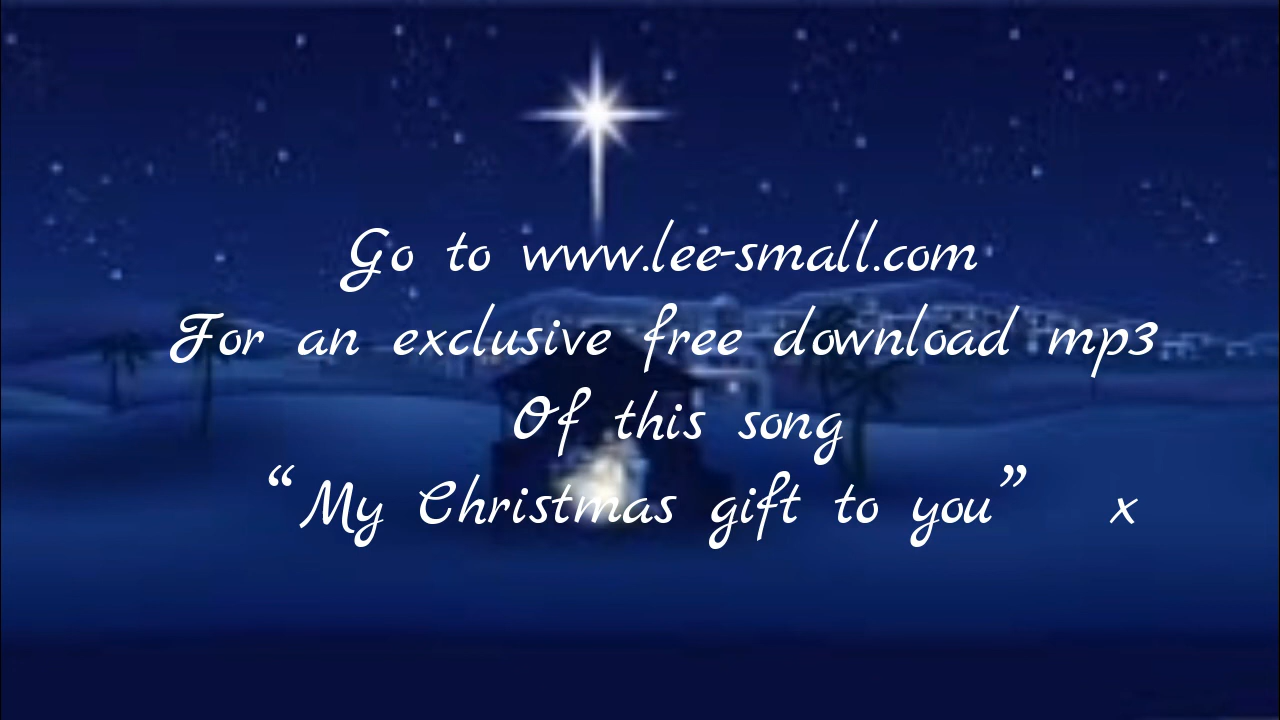 Go to www.lee-small.com
For an exclusive free download mp3
Of this song
“My Christmas gift to you” x